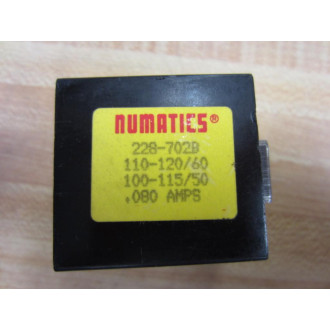 NUMATICS®
228-702B
110-120/60
100-115/50
.080 AMPS